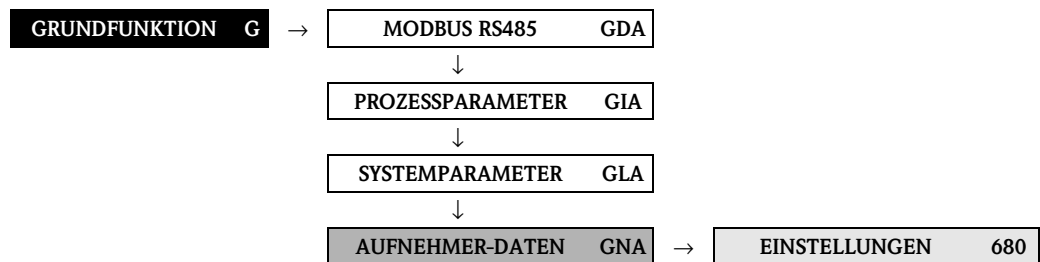 GRUNDFUNKTION G → MODBUS RS485 GDA
↓
PROZESSPARAMETER GIA
↓
SYSTEMPARAMETER GLA
↓
AUFNEHMER-DATEN GNA → EINSTELLUNGEN 680